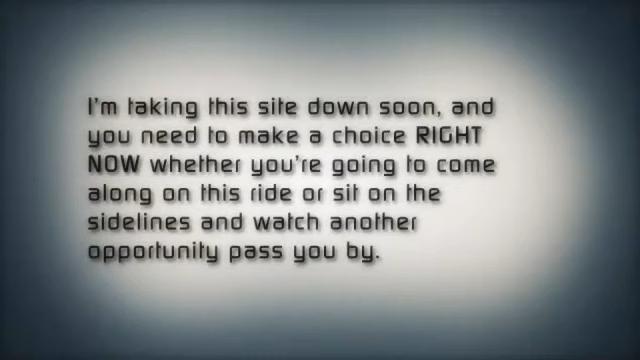 I'm taking this site down soon, and
you need to make a choice RIGHT
NOW whether you're going to come
along on this ride or sit on the
sidelines and watch another
opportunity pass you by.